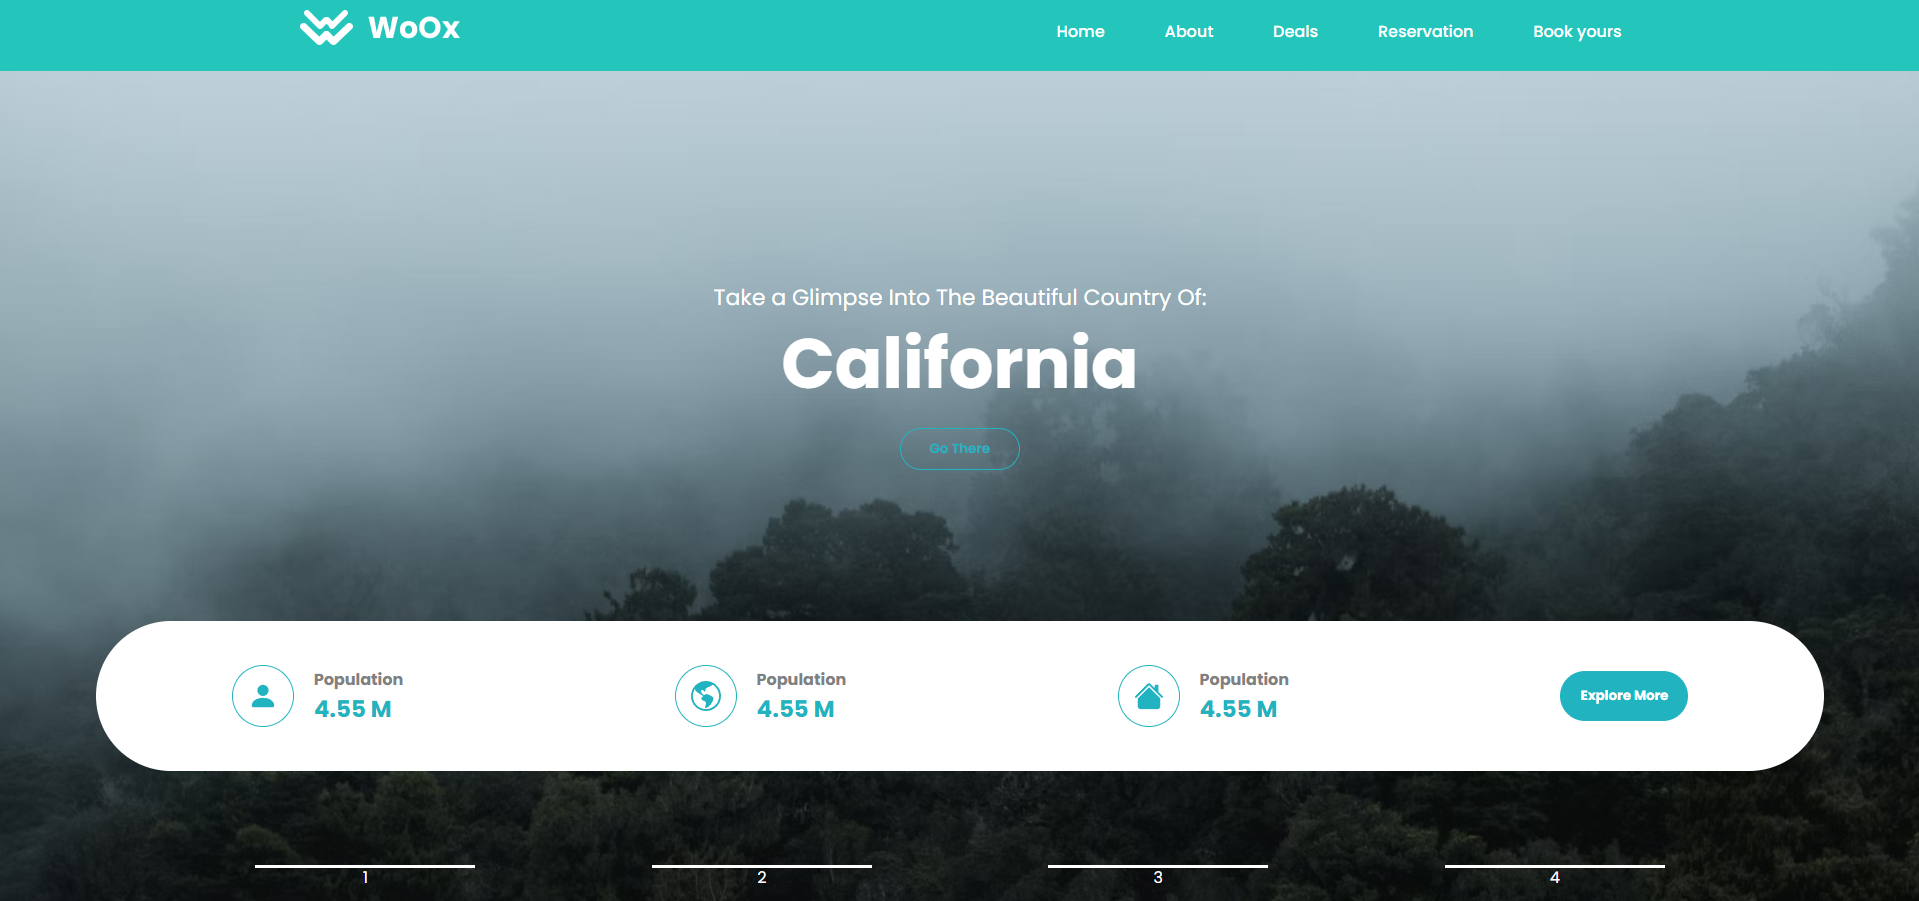 WoOx
Home About Deals Reservation Book yours
Take a Glimpse Into The Beautiful Country Of:
California
Go There
Population
4.55 M
Population
4.55 M
Population
4.55 M
Explore More
1 2 3 4